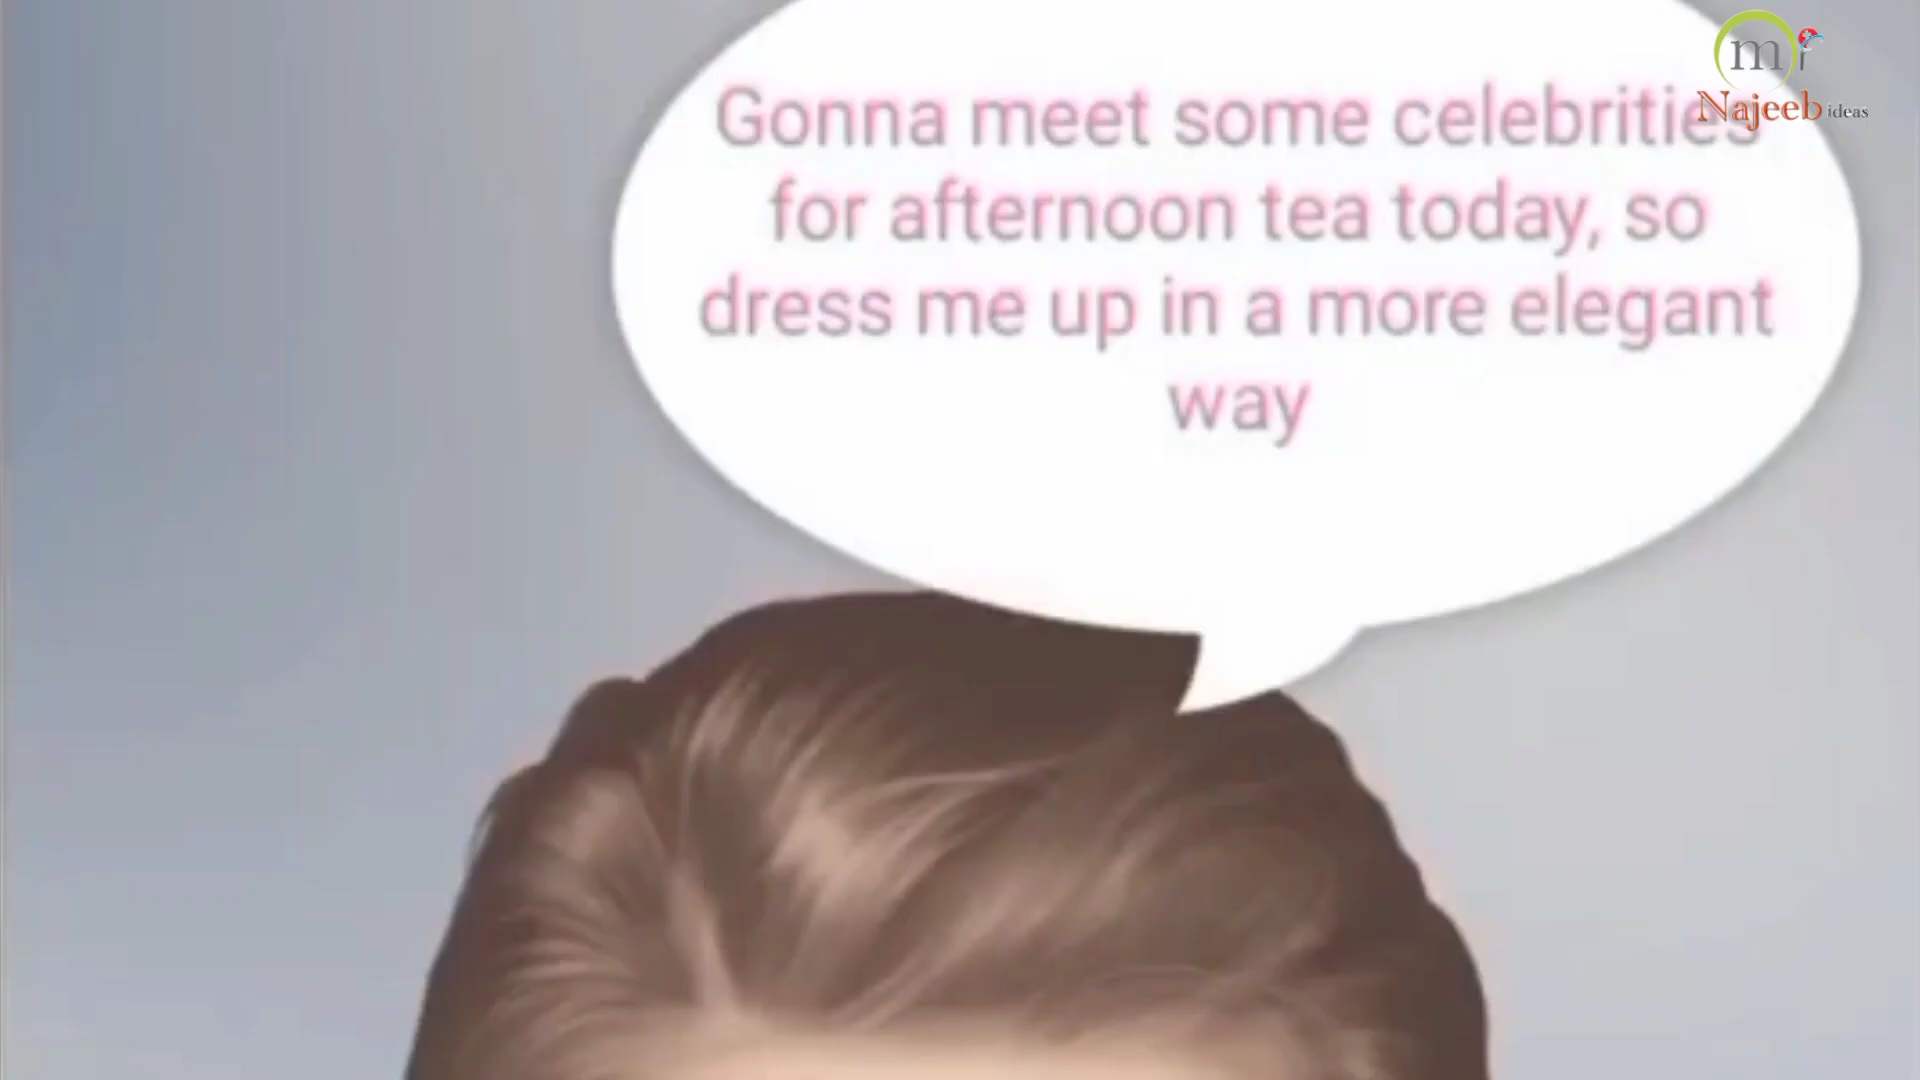 Gonna meet some celebrities
for afternoon tea today, so
dress me up in a more elegant
way
m
Najeeb ideas